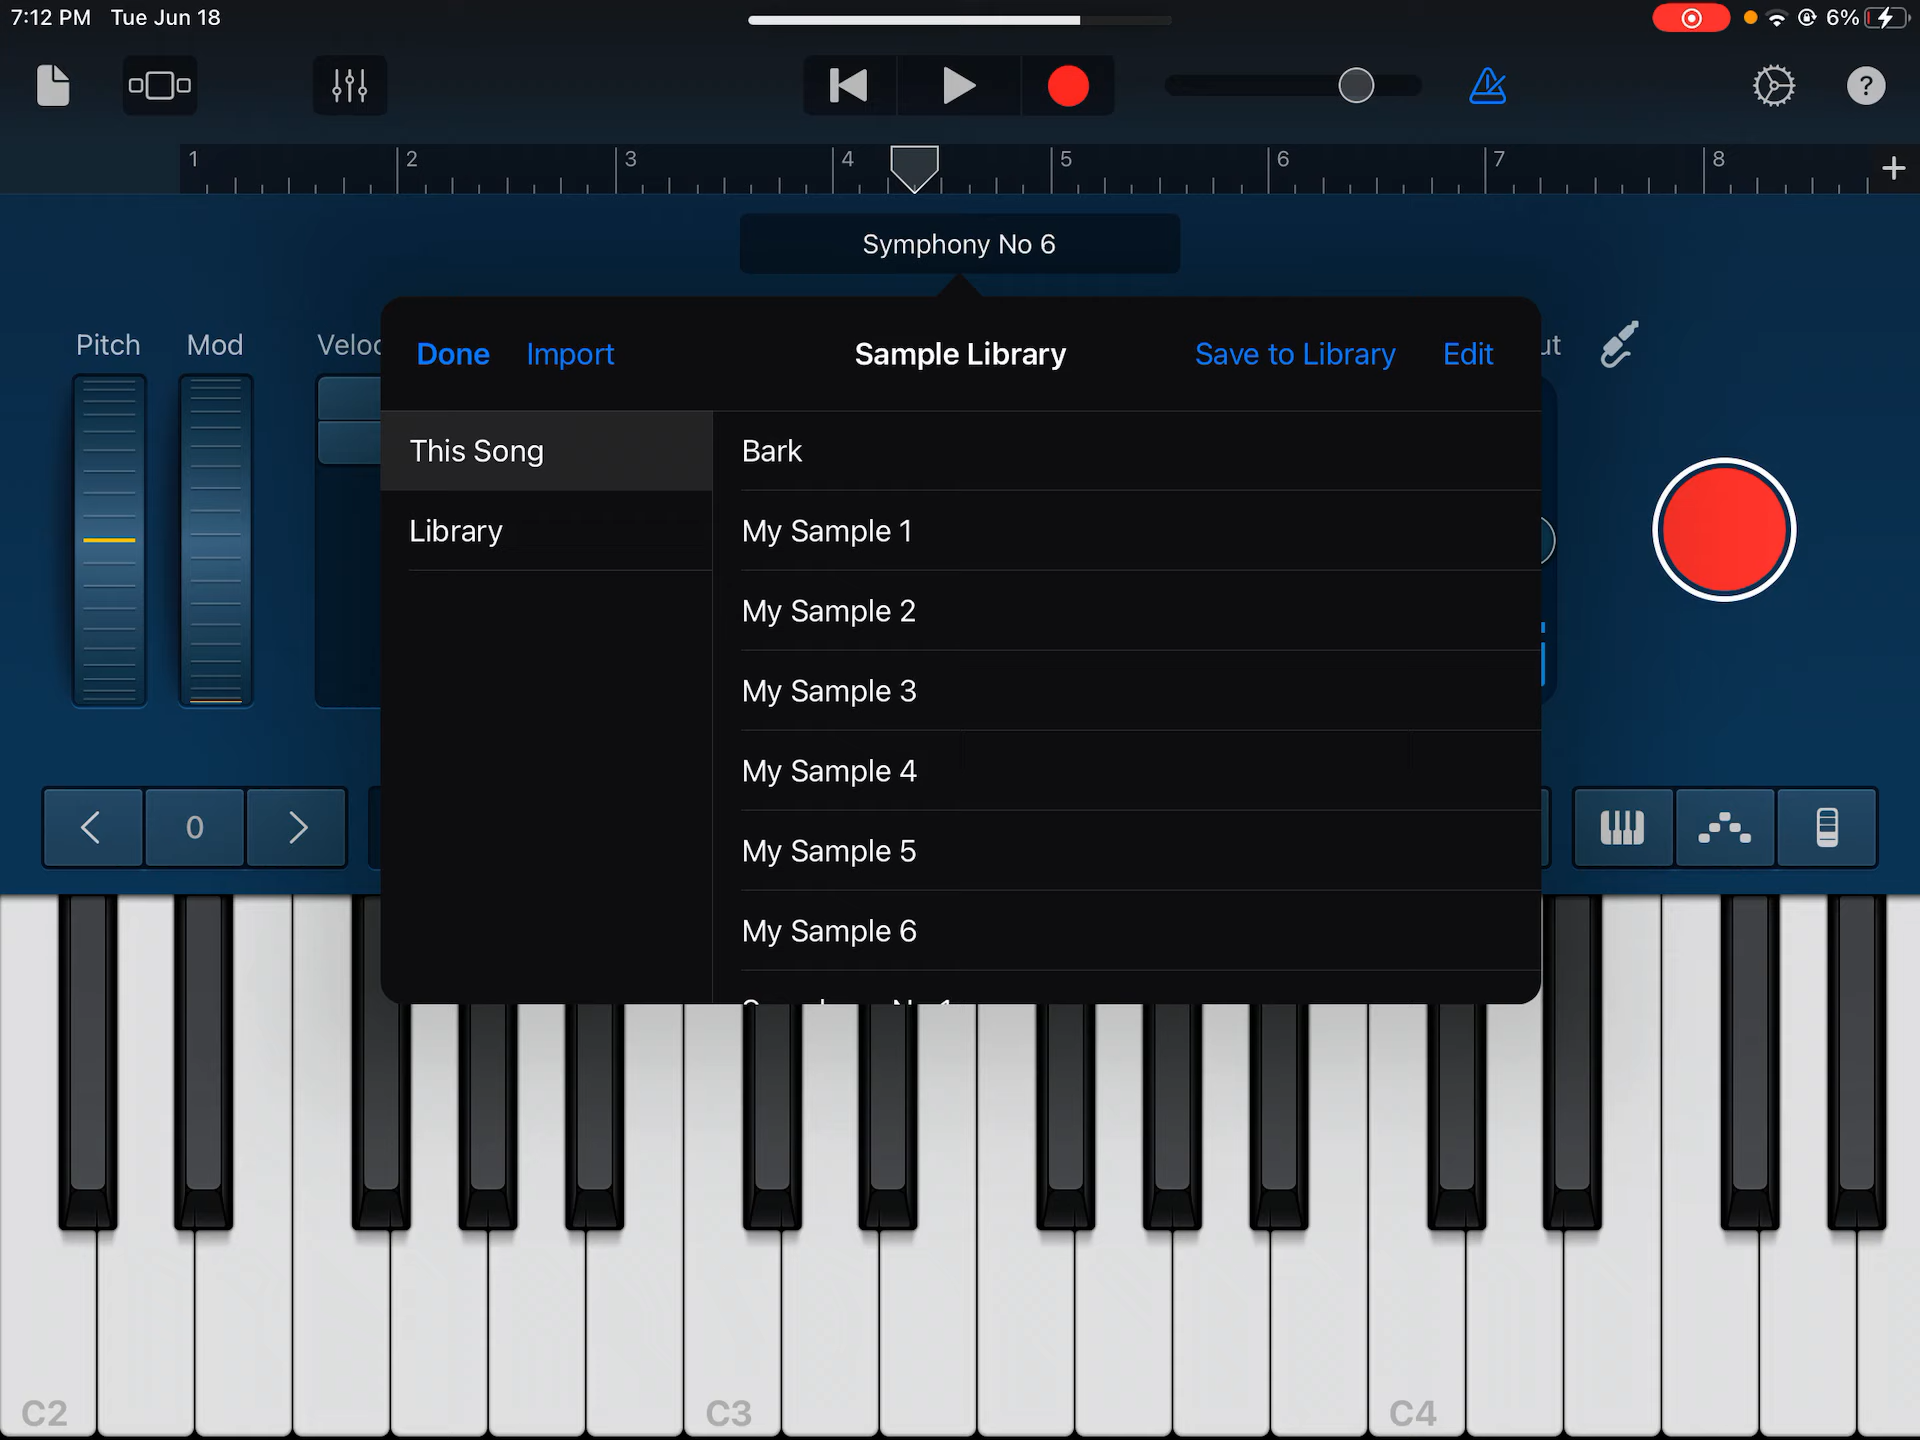 7:12 PM Tue Jun 18
6%
?
1 2 3 4 5 6 7 8
Symphony No 6
Pitch Mod
Done Import Sample Library Save to Library Edit
This Song
Library
Bark
My Sample 1
My Sample 2
My Sample 3
My Sample 4
My Sample 5
My Sample 6
0
C2 C3 C4